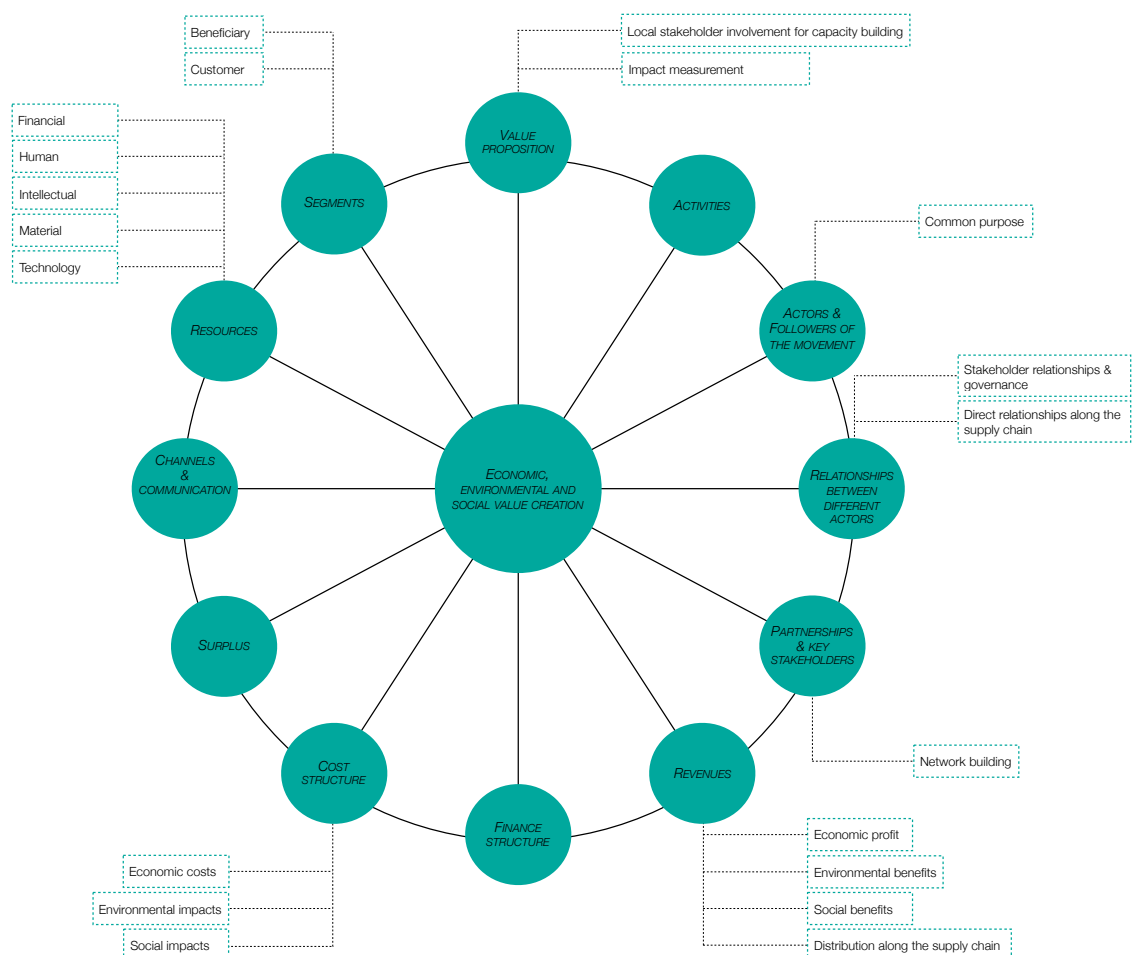 Beneficiary
Customer
Local stakeholder involvement for capacity building
Impact measurement
Financial
Human
Intellectual
Material
Technology
VALUE
PROPOSITION
SEGMENTS
ACTIVITIES
Common purpose
RESOURCES
ACTORS &
FOLLOWERS OF
THE MOVEMENT
Stakeholder relationships &
governance
Direct relationships along the
supply chain
CHANNELS
&
COMMUNICATION
ECONOMIC,
ENVIRONMENTAL AND
SOCIAL VALUE CREATION
RELATIONSHIPS
BETWEEN
DIFFERENT
ACTORS
SURPLUS
PARTNERSHIPS
& KEY
STAKEHOLDERS
Network building
COST
STRUCTURE
REVENUES
FINANCE
STRUCTURE
Economic costs
Environmental impacts
Social impacts
Economic profit
Environmental benefits
Social benefits
Distribution along the supply chain